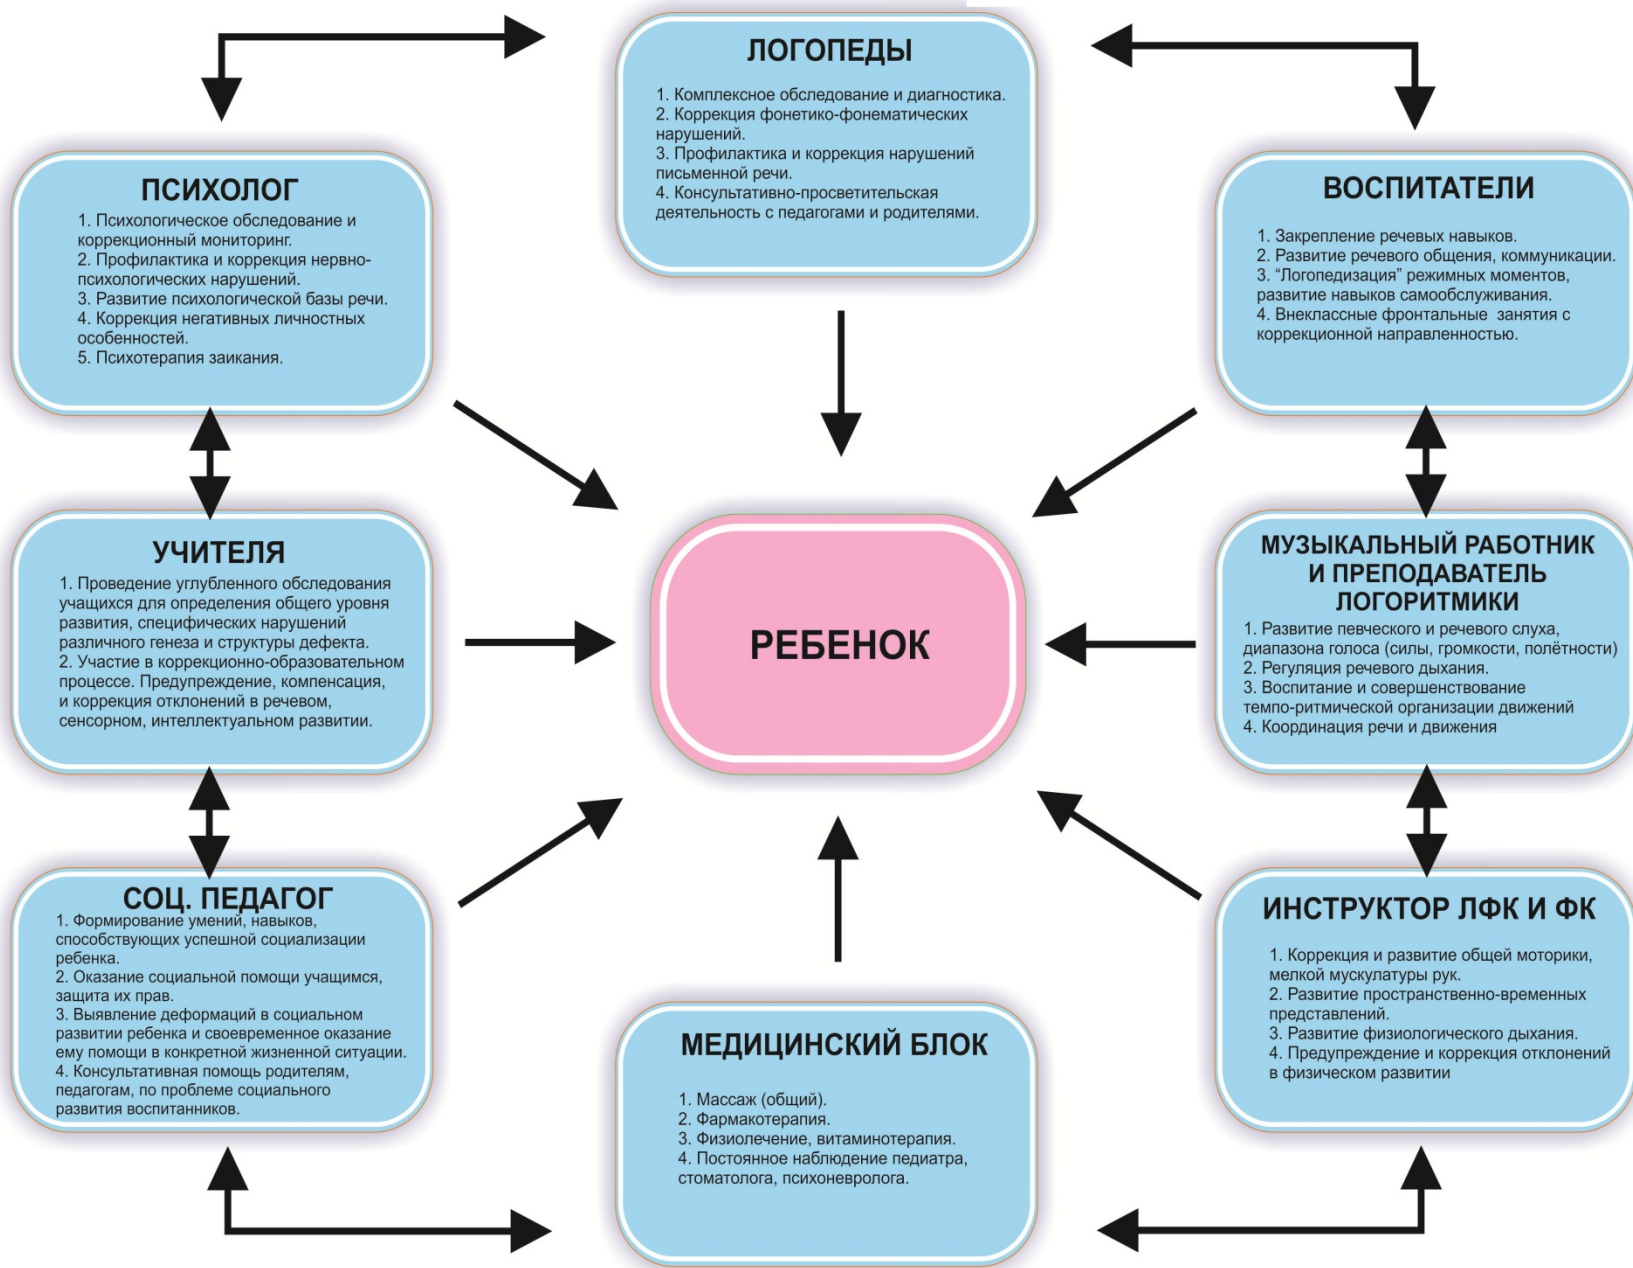 ЛОГОПЕДЫ
1. Комплексное обследование и диагностика.
2. Коррекция фонетико-фонематических
нарушений.
3. Профилактика и коррекция нарушений
письменной речи.
4. Консультативно-просветительская
деятельность с педагогами и родителями.
ПСИХОЛОГ
1. Психологическое обследование и
коррекционный мониторинг.
2. Профилактика и коррекция нервно-
психологических нарушений.
3. Развитие психологической базы речи.
4. Коррекция негативных личностных
особенностей.
5. Психотерапия заикания.
ВОСПИТАТЕЛИ
1. Закрепление речевых навыков.
2. Развитие речевого общения, коммуникации.
3. “Логопедизация” режимных моментов,
развитие навыков самообслуживания.
4. Внеклассные фронтальные занятия с
коррекционной направленностью.
УЧИТЕЛЯ
1. Проведение углубленного обследования
учащихся для определения общего уровня
развития, специфических нарушений
различного генеза и структуры дефекта.
2. Участие в коррекционно-образовательном
процессе. Предупреждение, компенсация,
и коррекция отклонений в речевом,
сенсорном, интеллектуальном развитии.
РЕБЕНОК
МУЗЫКАЛЬНЫЙ РАБОТНИК
И ПРЕПОДАВАТЕЛЬ
ЛОГОРИТМИКИ
1. Развитие певческого и речевого слуха,
диапазона голоса (силы, громкости, полётности)
2. Регуляция речевого дыхания.
3. Воспитание и совершенствование
темпо-ритмической организации движений
4. Координация речи и движения
СОЦ. ПЕДАГОГ
1. Формирование умений, навыков,
способствующих успешной социализации
ребенка.
2. Оказание социальной помощи учащимся,
защита их прав.
3. Выявление деформаций в социальном
развитии ребенка и своевременное оказание
ему помощи в конкретной жизненной ситуации.
4. Консультативная помощь родителям,
педагогам, по проблеме социального
развития воспитанников.
МЕДИЦИНСКИЙ БЛОК
1. Массаж (общий).
2. Фармакотерапия.
3. Физиолечение, витаминотерапия.
4. Постоянное наблюдение педиатра,
стоматолога, психоневролога.
ИНСТРУКТОР ЛФК И ФК
1. Коррекция и развитие общей моторики,
мелкой мускулатуры рук.
2. Развитие пространственно-временных
представлений.
3. Развитие физиологического дыхания.
4. Предупреждение и коррекция отклонений
в физическом развитии